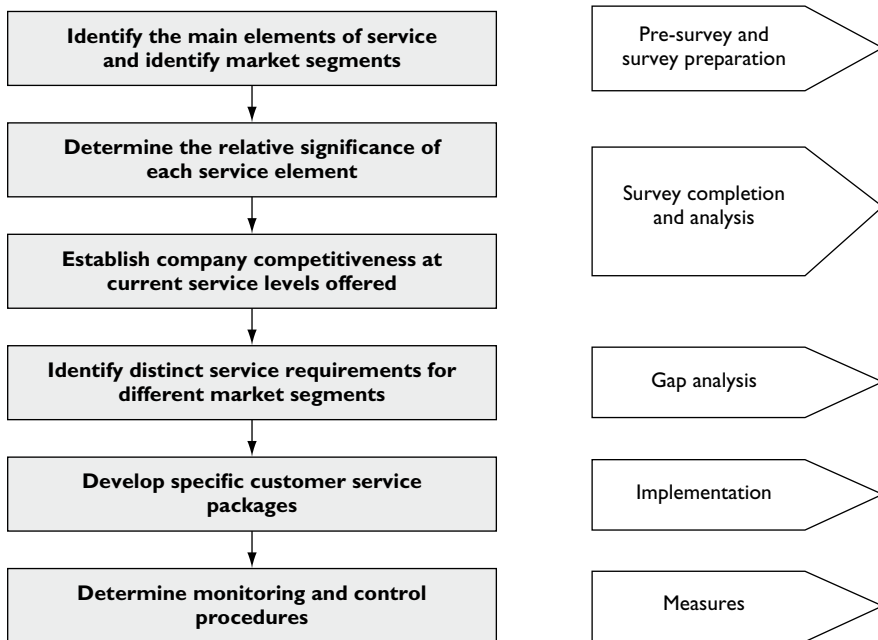 Identify the main elements of service
and identify market segments
Pre-survey and
survey preparation
Determine the relative significance of
each service element
Survey completion
and analysis
Establish company competitiveness at
current service levels offered
Identify distinct service requirements for
different market segments
Gap analysis
Develop specific customer service
packages
Implementation
Determine monitoring and control
procedures
Measures